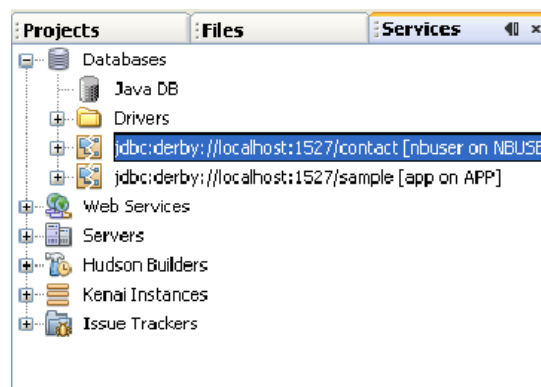 Projects Files Services
Databases
Java DB
Drivers
jdbc:derby://localhost:1527/contact [nbuser on NBUSE
jdbc:derby://localhost:1527/sample [app on APP]
Web Services
Servers
Hudson Builders
Kenai Instances
Issue Trackers